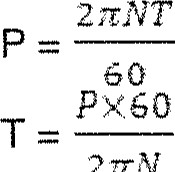 P = 2πNT / 60
T = P×60 / 2πN